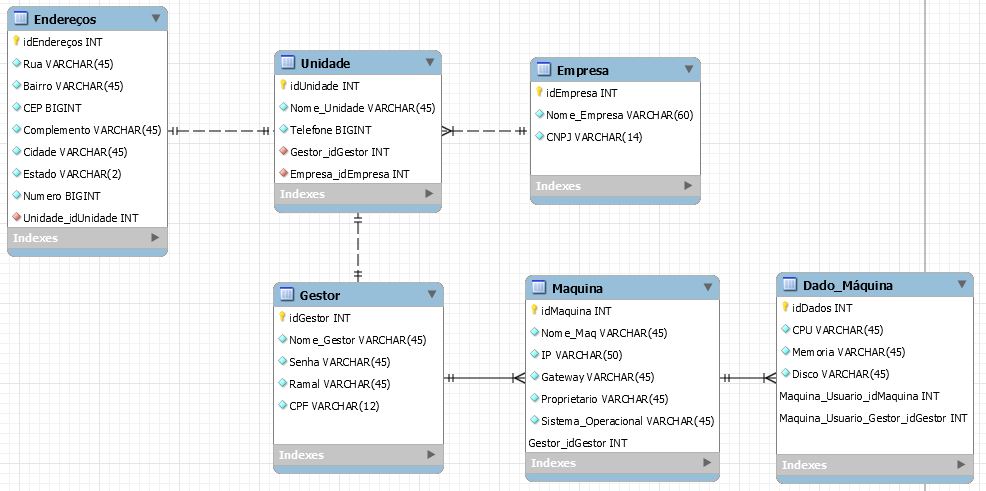 Endereços
idEndereços INT
Rua VARCHAR(45)
Bairro VARCHAR(45)
CEP BIGINT
Complemento VARCHAR(45)
Cidade VARCHAR(45)
Estado VARCHAR(2)
Numero BIGINT
Unidade_idUnidade INT
Indexes
Unidade
idUnidade INT
Nome_Unidade VARCHAR(45)
Telefone BIGINT
Gestor_idGestor INT
Empresa_idEmpresa INT
Indexes
Empresa
idEmpresa INT
Nome_Empresa VARCHAR(60)
CNPJ VARCHAR(14)
Indexes
Gestor
idGestor INT
Nome_Gestor VARCHAR(45)
Senha VARCHAR(45)
Ramal VARCHAR(45)
CPF VARCHAR(12)
Indexes
Maquina
idMaquina INT
Nome_Maq VARCHAR(45)
IP VARCHAR(50)
Gateway VARCHAR(45)
Proprietario VARCHAR(45)
Sistema_Operacional VARCHAR(45)
Gestor_idGestor INT
Indexes
Dado_Máquina
idDados INT
CPU VARCHAR(45)
Memoria VARCHAR(45)
Disco VARCHAR(45)
Maquina_Usuario_idMaquina INT
Maquina_Usuario_Gestor_idGestor INT
Indexes